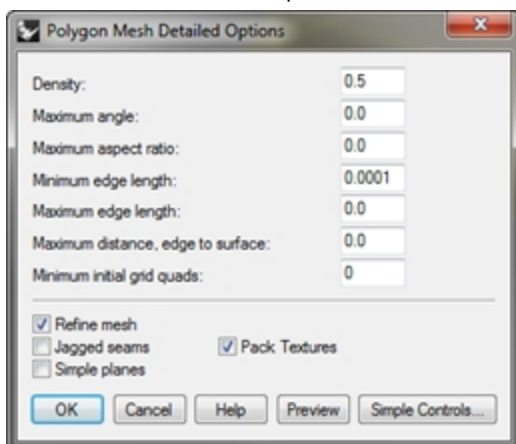 Polygon Mesh Detailed Options
Density: 0.5
Maximum angle: 0.0
Maximum aspect ratio: 0.0
Minimum edge length: 0.0001
Maximum edge length: 0.0
Maximum distance, edge to surface: 0.0
Minimum initial grid quads: 0
Refine mesh
Jagged seams Pack Textures
Simple planes
OK Cancel Help Preview Simple Controls...